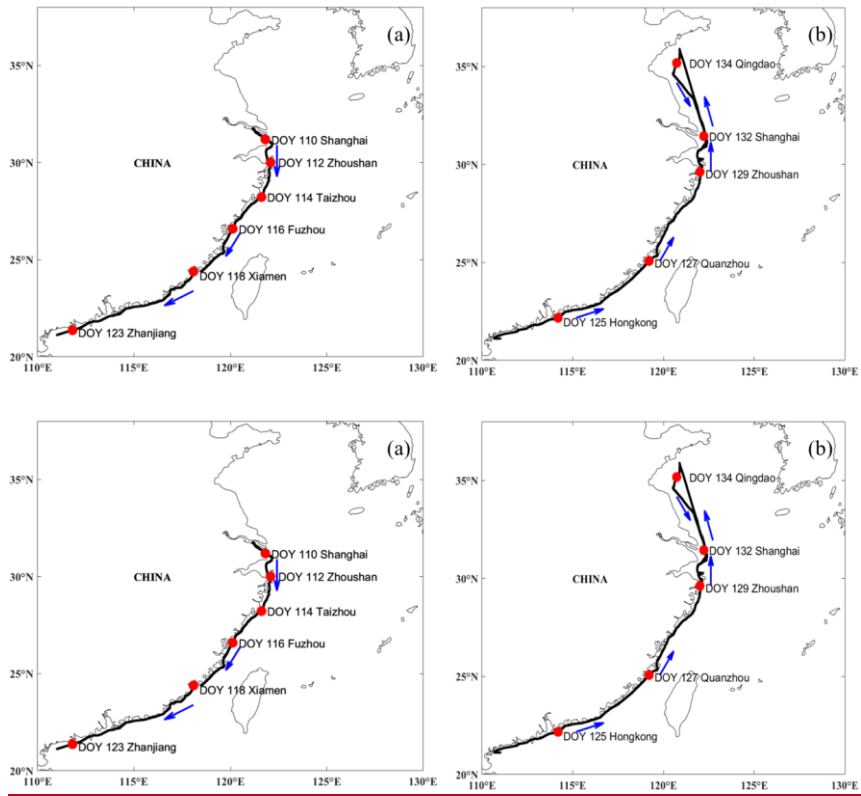 (a)
35°N
DOY 110 Shanghai
30°N
CHINA
DOY 112 Zhoushan
DOY 114 Taizhou
DOY 116 Fuzhou
25°N
DOY 118 Xiamen
DOY 123 Zhanjiang
20°N
110°E
115°E
120°E
125°E
130°E
(b)
35°N
DOY 134 Qingdao
DOY 132 Shanghai
30°N
CHINA
DOY 129 Zhoushan
25°N
DOY 127 Quanzhou
DOY 125 Hongkong
20°N
110°E
115°E
120°E
125°E
130°E
(a)
35°N
DOY 110 Shanghai
30°N
CHINA
DOY 112 Zhoushan
DOY 114 Taizhou
DOY 116 Fuzhou
25°N
DOY 118 Xiamen
DOY 123 Zhanjiang
20°N
110°E
115°E
120°E
125°E
130°E
(b)
35°N
DOY 134 Qingdao
DOY 132 Shanghai
30°N
CHINA
DOY 129 Zhoushan
25°N
DOY 127 Quanzhou
DOY 125 Hongkong
20°N
110°E
115°E
120°E
125°E
130°E